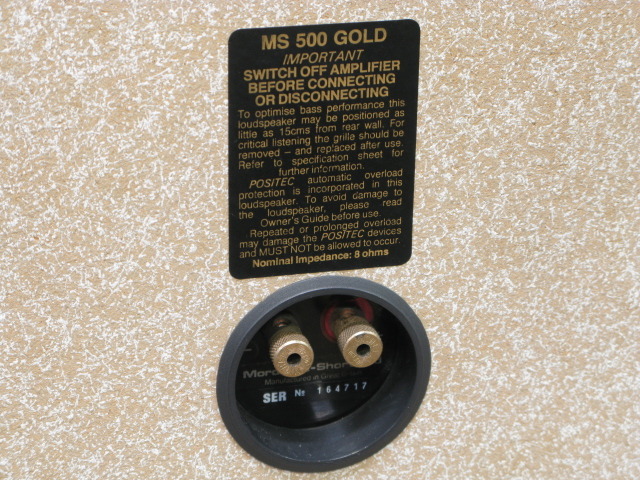 MS 500 GOLD
IMPORTANT
SWITCH OFF AMPLIFIER
BEFORE CONNECTING
OR DISCONNECTING
To optimise bass performance this
loudspeaker may be positioned as
little as 15cms from rear wall. For
critical listening the grille should be
removed – and replaced after use.
Refer to specification sheet for
further information.
POSITEC automatic overload
protection is incorporated in this
loudspeaker. To avoid damage to
the loudspeaker, please read
Owner's Guide before use.
Repeated or prolonged overload
may damage the POSITEC devices
and MUST NOT be allowed to occur.
Nominal Impedance: 8 ohms
Manufactured in
SER № 164717